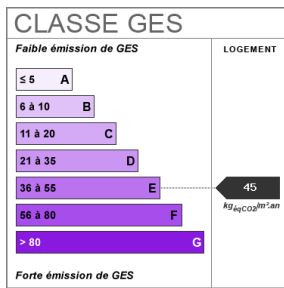 CLASSE GES
Faible émission de GES
LOGEMENT
≤ 5 A
6 à 10 B
11 à 20 C
21 à 35 D
36 à 55 E
45
kgéqCO2/m².an
56 à 80 F
> 80 G
Forte émission de GES